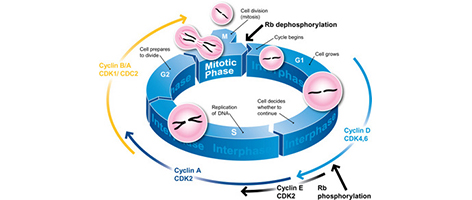 Cell division
(mitosis)
Rb dephosphorylation
M
Cycle begins
Cell prepares
to divide
Mitotic
Phase
G1
Cell grows
G2
Cyclin B/A
CDK1/ CDC2
Interphase
Interphase
Replication
of DNA
Cell decides
whether to
continue
S
Interphase
Interphase
Cyclin D
CDK4,6
Cyclin A
CDK2
Cyclin E
CDK2
Rb
phosphorylation